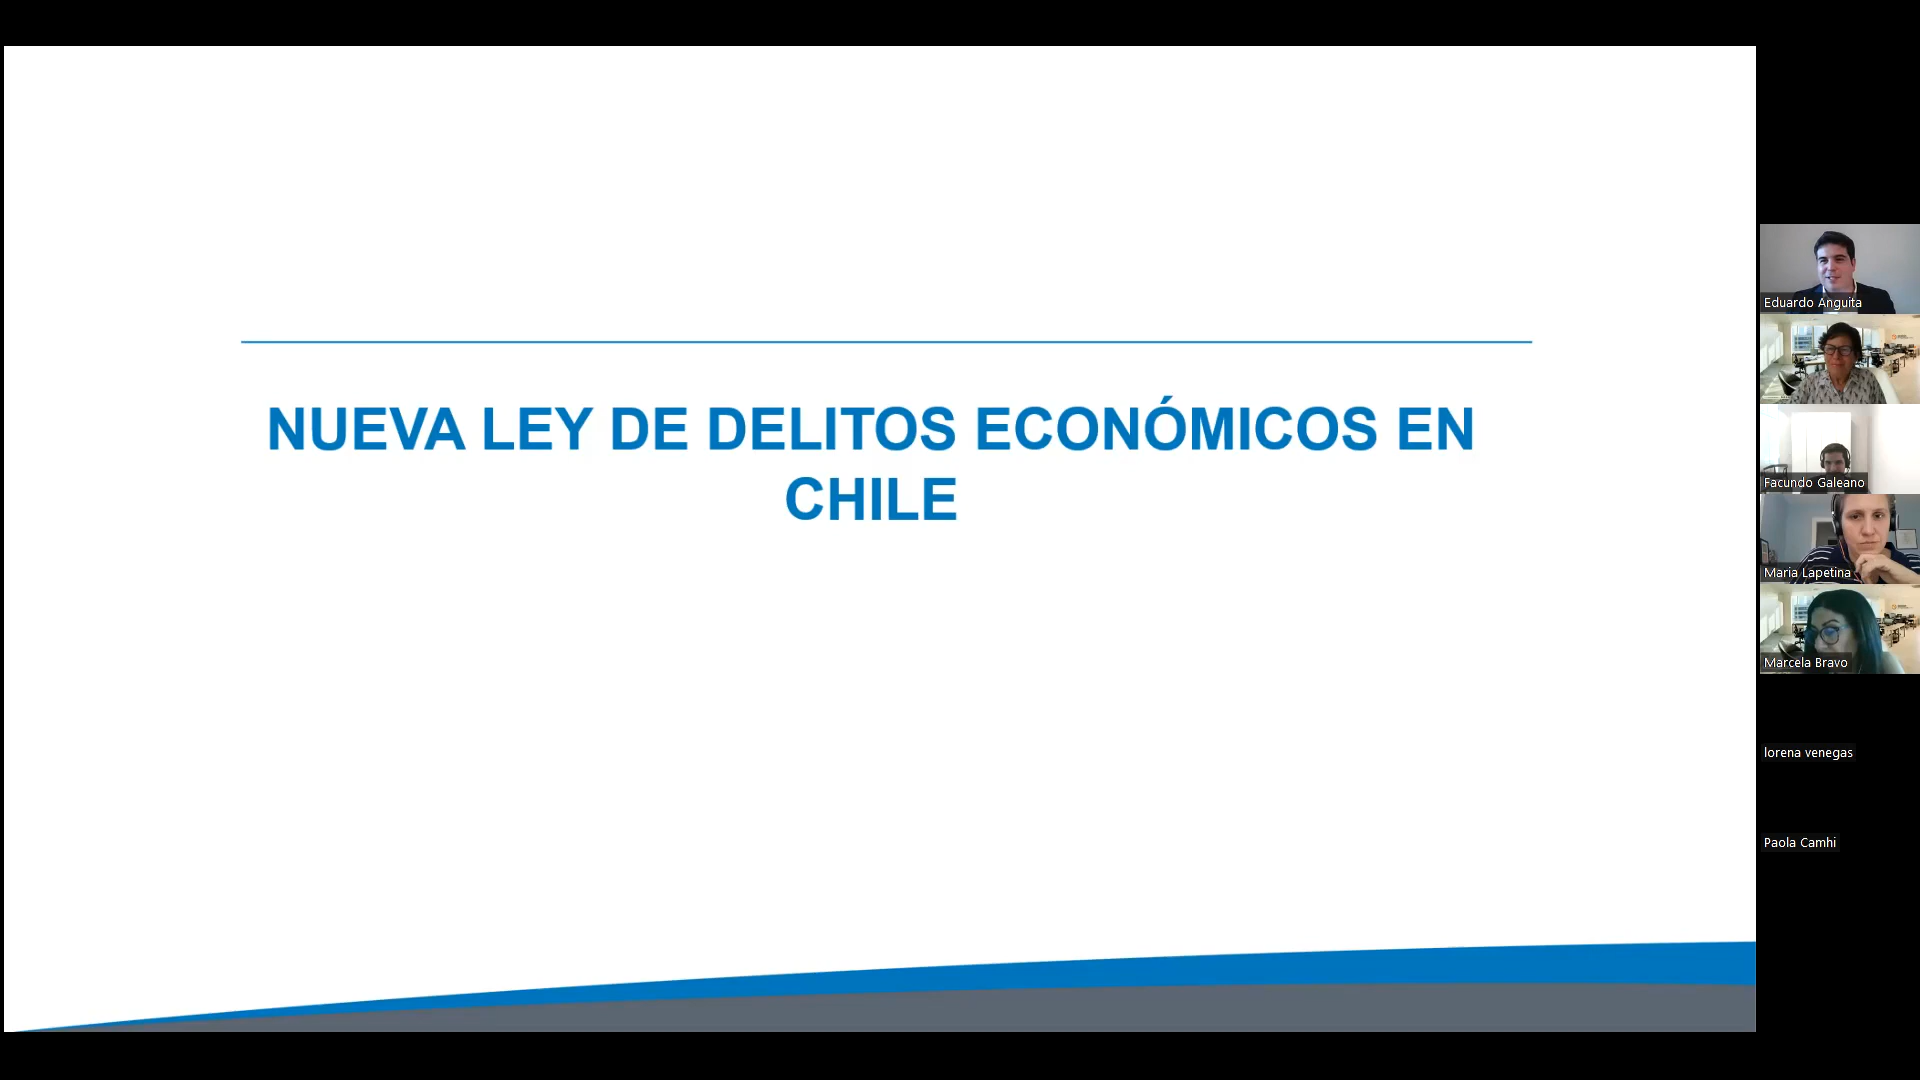 NUEVA LEY DE DELITOS ECONÓMICOS EN
CHILE
Eduardo Anguita
Facundo Galeano
Maria Lapetina
Marcela Bravo
lorena venegas
Paola Camhi